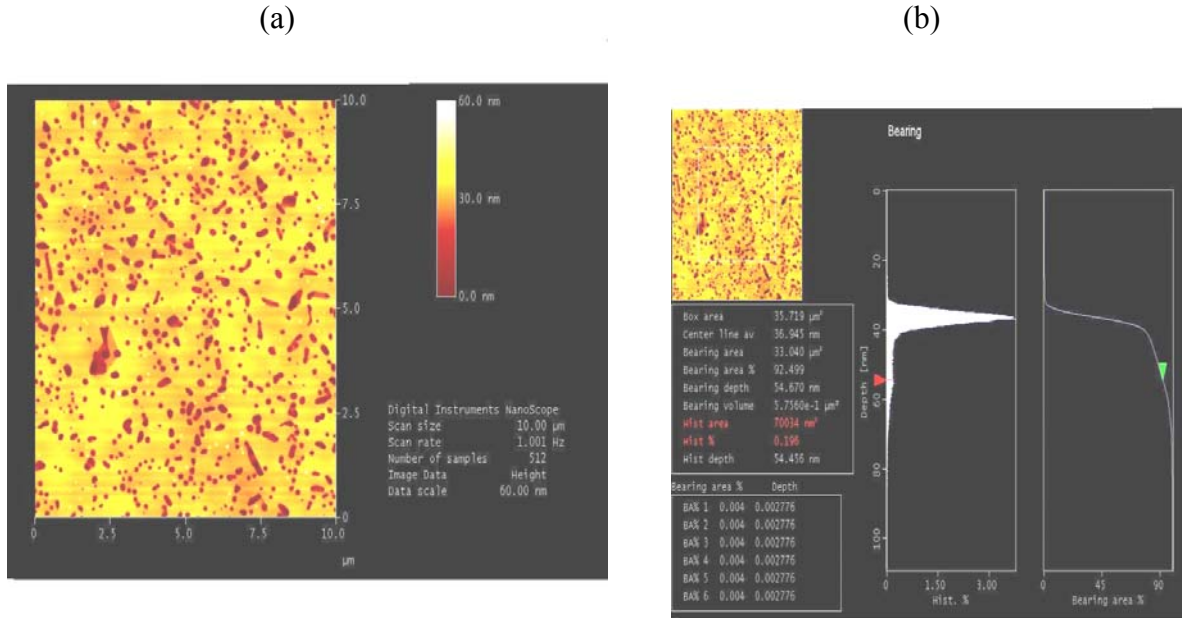 (a)
(b)
10.0
7.5
5.0
2.5
0
0
2.5
5.0
7.5
10.0
µm
60.0 nm
30.0 nm
0.0 nm
Digital Instruments NanoScope
Scan size 10.00 µm
Scan rate 1.001 Hz
Number of samples 512
Image Data Height
Data scale 60.00 nm
Bearing
Box area 35.719 µm²
Center line av 36.945 nm
Bearing area 33.040 µm²
Bearing area % 92.499
Bearing depth 54.670 nm
Bearing volume 5.7560e-1 µm³
Hist area 70034 nm²
Hist % 0.196
Hist depth 54.456 nm
Bearing area % Depth
BA% 1 0.004 0.002776
BA% 2 0.004 0.002776
BA% 3 0.004 0.002776
BA% 4 0.004 0.002776
BA% 5 0.004 0.002776
BA% 6 0.004 0.002776
Depth [nm]
0
20
40
60
80
100
0
1.50
3.00
Hist. %
0
45
90
Bearing area %